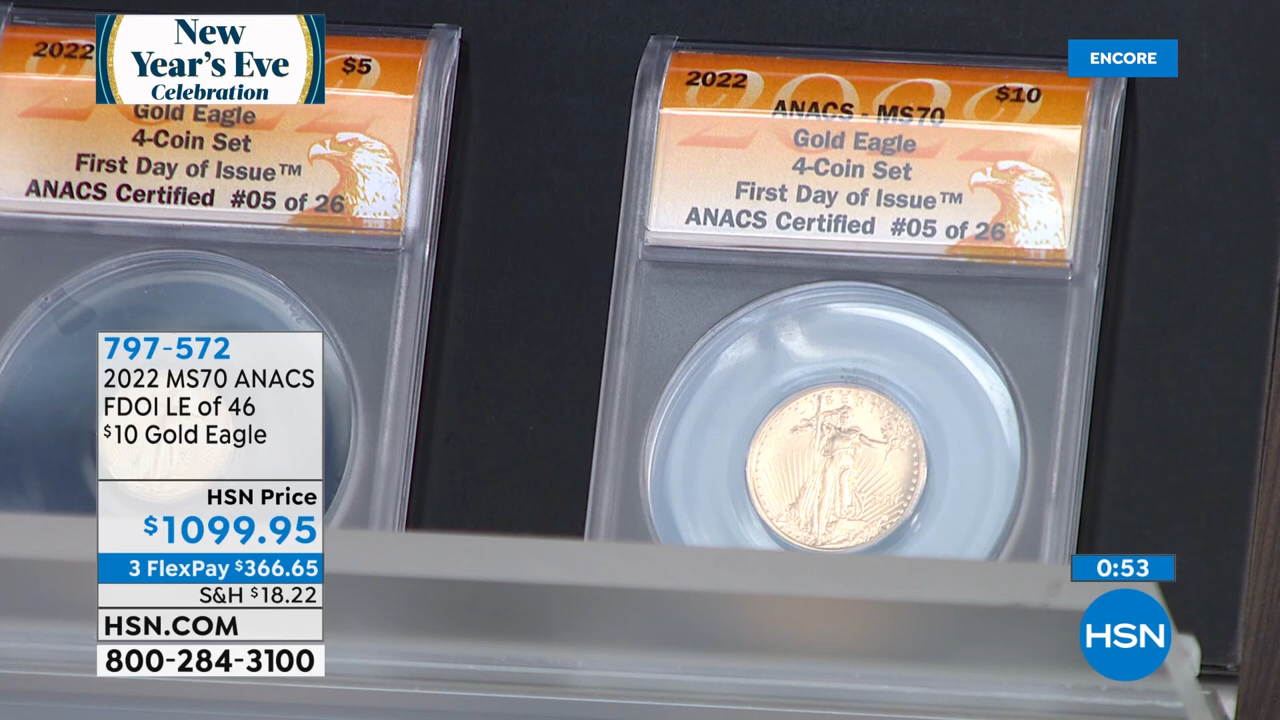 New
Year's Eve
Celebration
ENCORE
2022 $5
Gold Eagle
4-Coin Set
First Day of Issue™
ANACS Certified #05 of 26
2022 $10
ANACS - MS70
Gold Eagle
4-Coin Set
First Day of Issue™
ANACS Certified #05 of 26
LIBERTY
797-572
2022 MS70 ANACS
FDOI LE of 46
$10 Gold Eagle
HSN Price
$1099.95
3 FlexPay $366.65
S&H $18.22
HSN.COM
800-284-3100
0:53
HSN